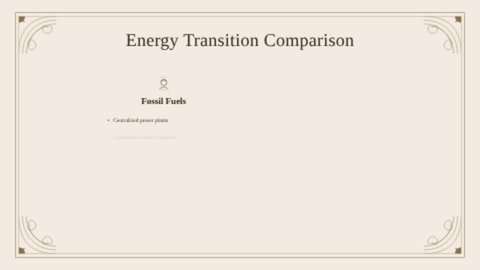 Energy Transition Comparison
Fossil Fuels
• Centralized power plants